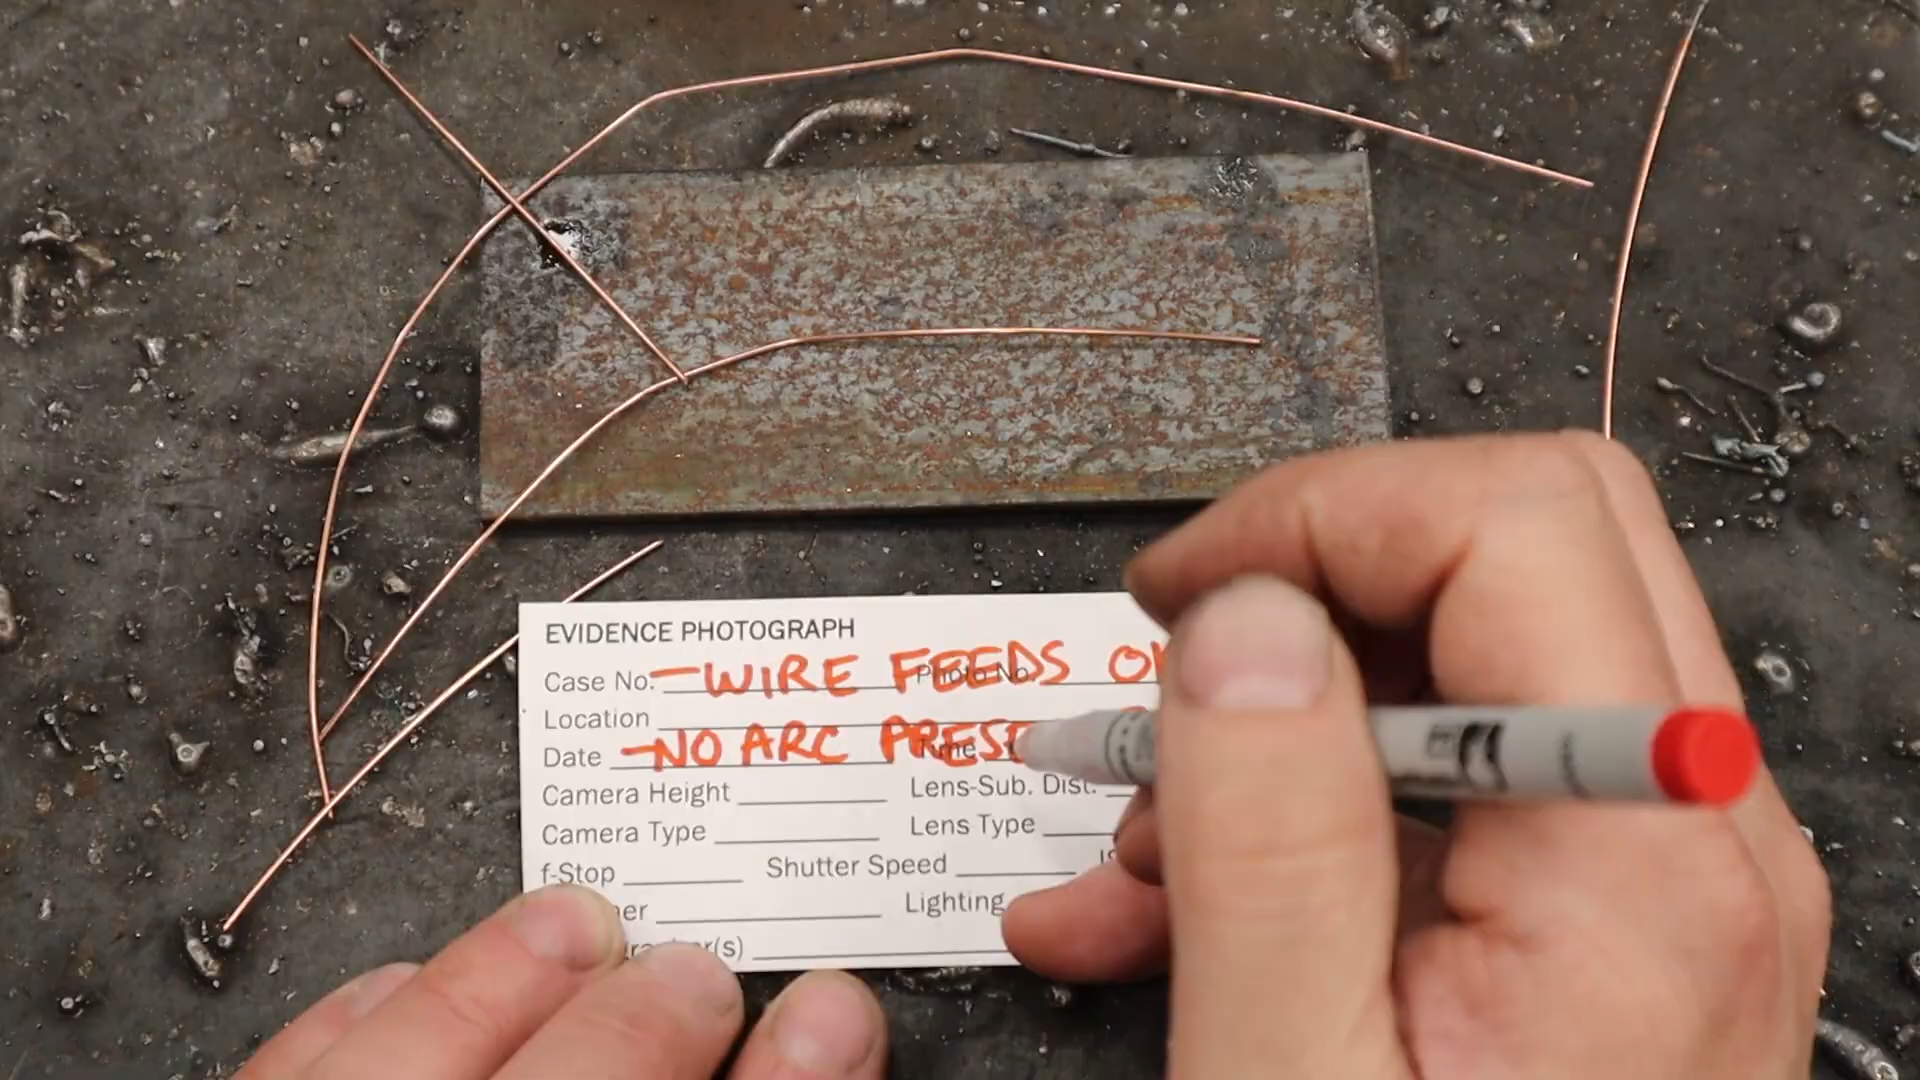 EVIDENCE PHOTOGRAPH
Case No. -WIRE FEEDS Photo No.
Location
Date -NO ARC Time
Camera Height Lens-Sub. Dist.
Camera Type Lens Type
f-Stop Shutter Speed
Lighting